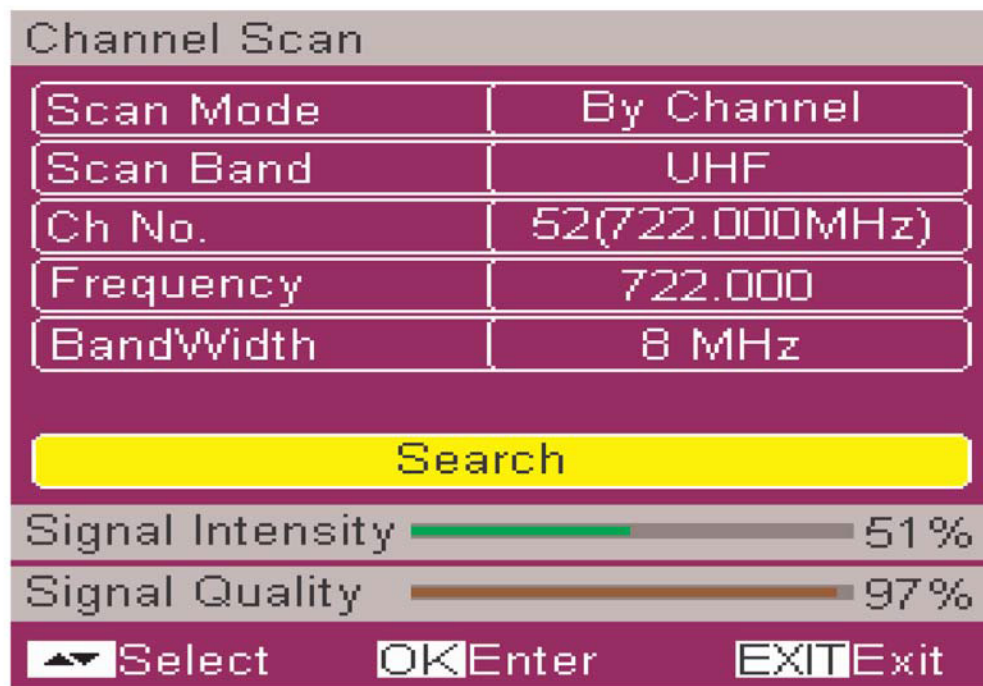 Channel Scan
Scan Mode By Channel
Scan Band UHF
Ch No. 52(722.000MHz)
Frequency 722.000
BandWidth 8 MHz
Search
Signal Intensity 51%
Signal Quality 97%
Select OK Enter EXIT Exit